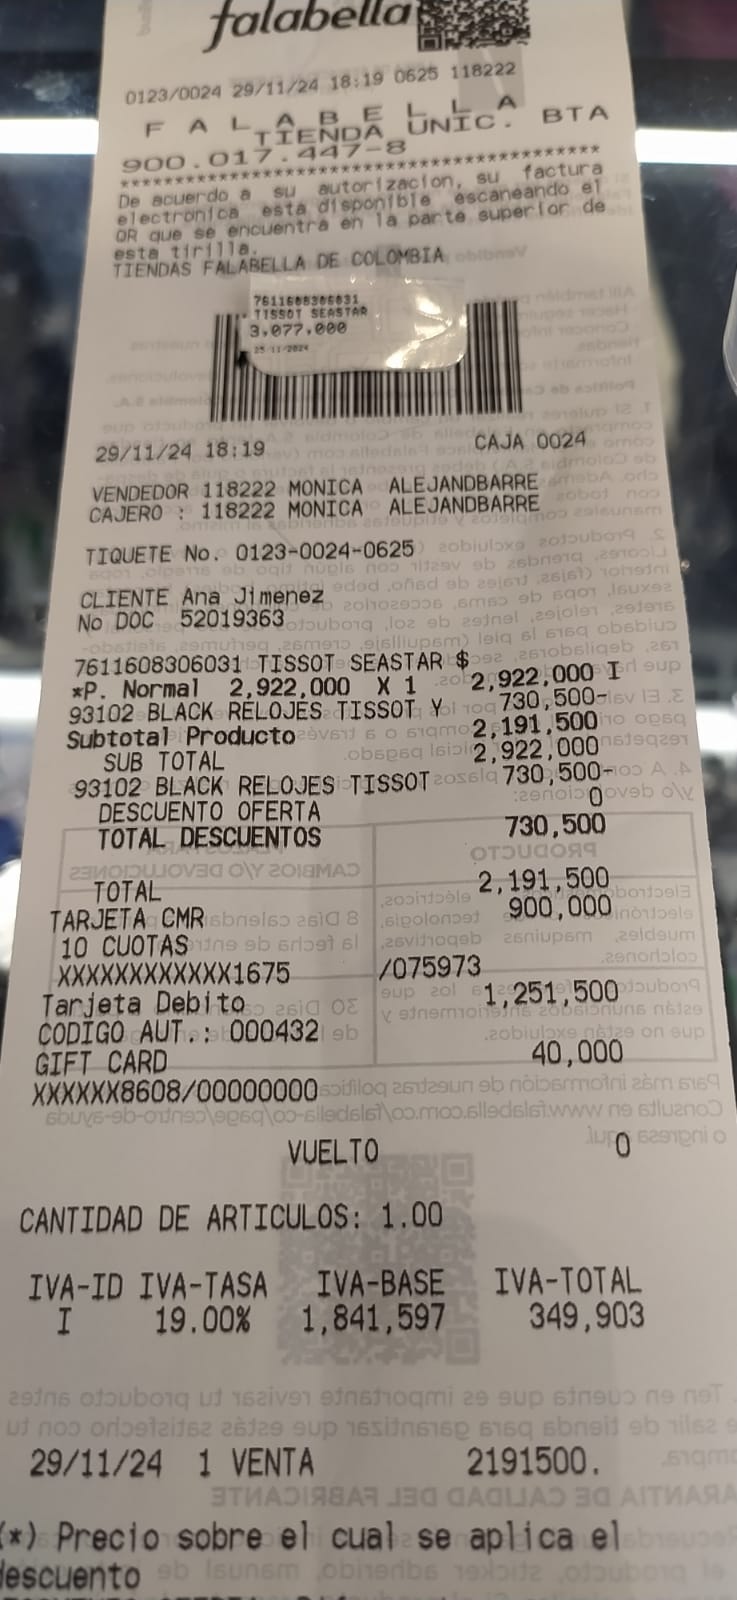 falabella
0123/0024 29/11/24 18:19 0625 118222
F A L A B E L L A
TIENDA UNIC. BTA
900.017.447-8
****************************************
De acuerdo a su autorizacion, su factura
electronica esta disponible escaneando el
QR que se encuentra en la parte superior de
esta tirilla.
TIENDAS FALABELLA DE COLOMBIA
7611608306031
TISSOT SEASTAR
3,077,000
25/11/2024
29/11/24 18:19 CAJA 0024
VENDEDOR 118222 MONICA ALEJANDBARRE
CAJERO : 118222 MONICA ALEJANDBARRE
TIQUETE No. 0123-0024-0625
CLIENTE Ana Jimenez
No DOC 52019363
7611608306031 TISSOT SEASTAR $
*P. Normal 2,922,000 X 1 2,922,000 I
93102 BLACK RELOJES TISSOT Y 730,500-
Subtotal Producto 2,191,500
SUB TOTAL 2,922,000
93102 BLACK RELOJES TISSOT 730,500-
DESCUENTO OFERTA 0
TOTAL DESCUENTOS 730,500
TOTAL 2,191,500
TARJETA CMR 900,000
10 CUOTAS
XXXXXXXXXXXX1675 /075973
Tarjeta Debito 1,251,500
CODIGO AUT.: 000432
GIFT CARD 40,000
XXXXXX8608/00000000
VUELTO 0
CANTIDAD DE ARTICULOS: 1.00
IVA-ID IVA-TASA IVA-BASE IVA-TOTAL
I 19.00% 1,841,597 349,903
29/11/24 1 VENTA 2191500.
(*) Precio sobre el cual se aplica el
descuento